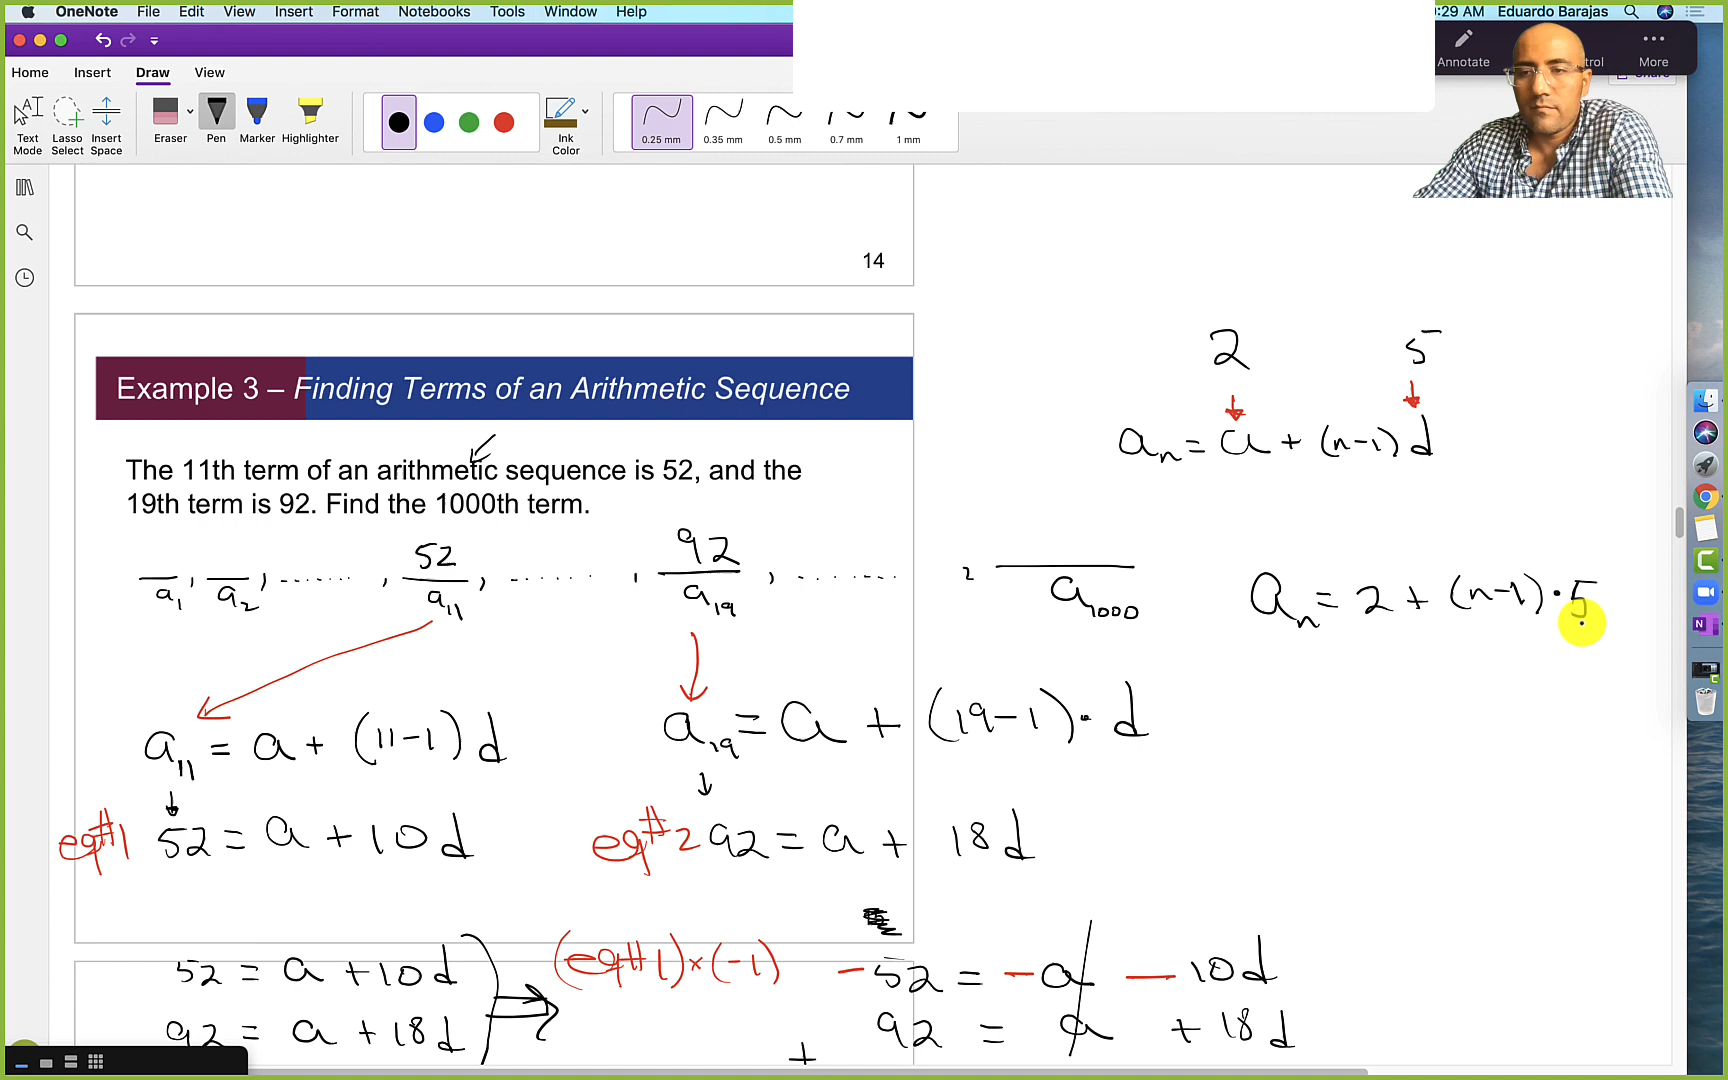 OneNote File Edit View Insert Format Notebooks Tools Window Help
:29 AM Eduardo Barajas
Home Insert Draw View
Annotate trol More
Share
Text Mode
Lasso Select
Insert Space
Eraser
Pen
Marker
Highlighter
Ink Color
0.25 mm 0.35 mm 0.5 mm 0.7 mm 1 mm
14
Example 3 – Finding Terms of an Arithmetic Sequence
The 11th term of an arithmetic sequence is 52, and the
19th term is 92. Find the 1000th term.
2 5
aₙ = a + (n-1) d
52 92
a₁, a₂, ......, a₁₁, ......, a₁₉, ......, a₁₀₀₀
aₙ = 2 + (n-1) · 5
a₁₁ = a + (11-1) d
a₁₉ = a + (19-1) · d
eq#1 52 = a + 10d
eq#2 92 = a + 18d
52 = a + 10d
92 = a + 18d
(eq#1) × (-1)
-52 = -a - 10d
92 = a + 18d
+